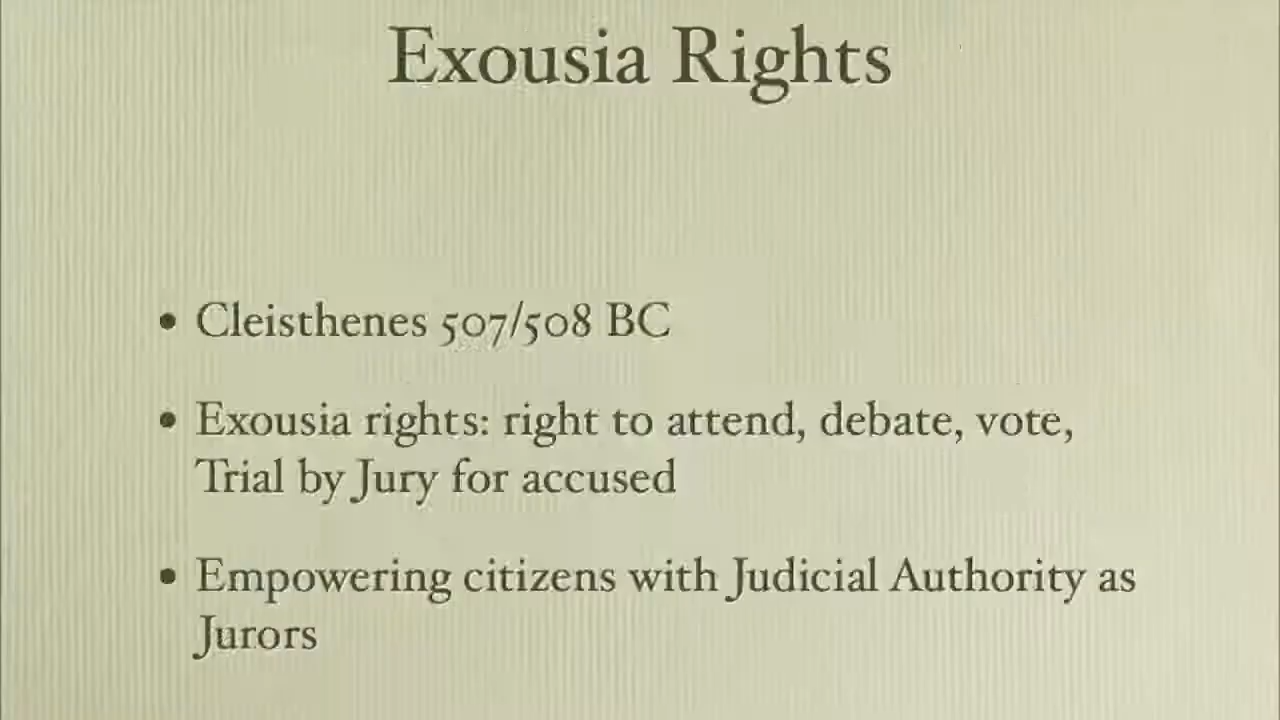 Exousia Rights
• Cleisthenes 507/508 BC
• Exousia rights: right to attend, debate, vote,
Trial by Jury for accused
• Empowering citizens with Judicial Authority as
Jurors